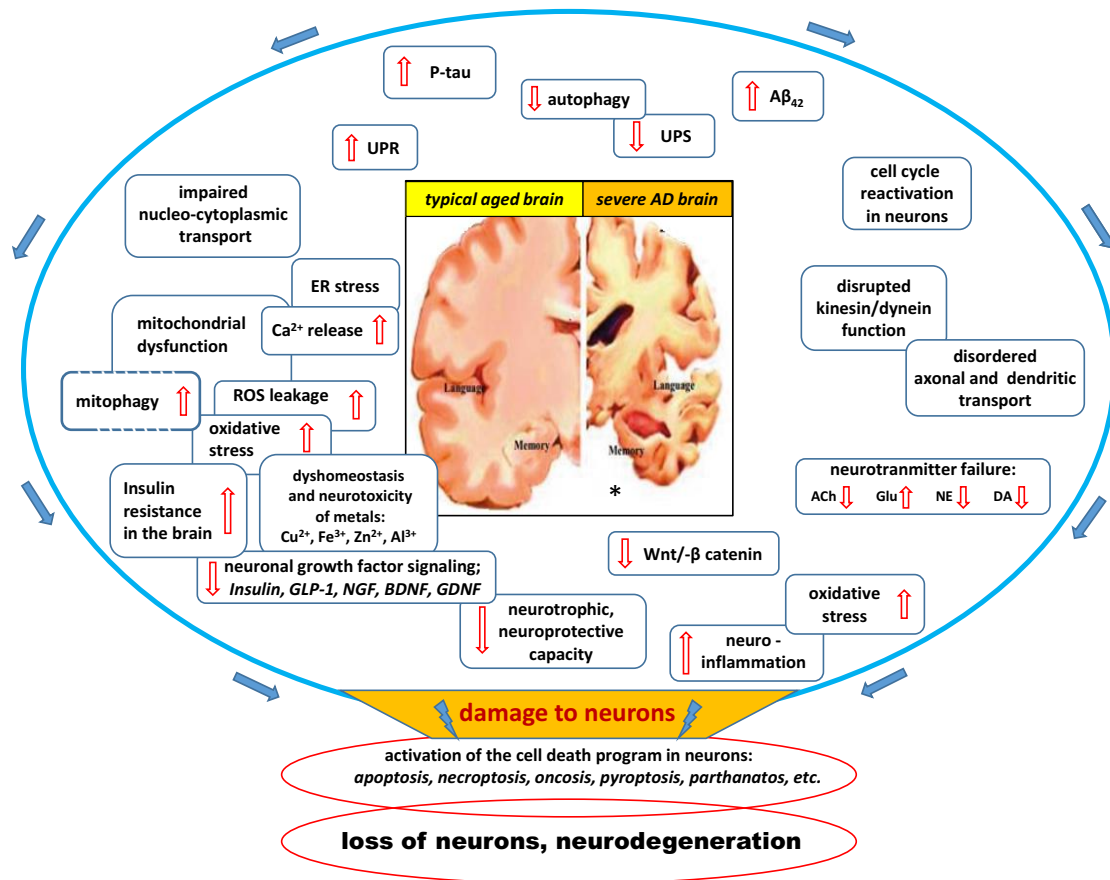 ↑ P-tau
↓ autophagy
↑ Aβ₄₂
↓ UPS
↑ UPR
cell cycle
reactivation
in neurons
impaired
nucleo-cytoplasmic
transport
typical aged brain
severe AD brain
ER stress
disrupted
kinesin/dynein
function
mitochondrial
dysfunction
Ca²⁺ release ↑
disordered
axonal and dendritic
transport
mitophagy ↑
ROS leakage ↑
Language
Language
oxidative
stress ↑
Memory
Memory
*
Insulin
resistance
in the brain ↑
dyshomeostasis
and neurotoxicity
of metals:
Cu²⁺, Fe³⁺, Zn²⁺, Al³⁺
neurotranmitter failure:
ACh ↓ Glu ↑ NE ↓ DA ↓
↓ Wnt/-β catenin
↓ neuronal growth factor signaling;
Insulin, GLP-1, NGF, BDNF, GDNF
↓ neurotrophic,
neuroprotective
capacity
oxidative
stress ↑
↑ neuro -
inflammation
damage to neurons
activation of the cell death program in neurons:
apoptosis, necroptosis, oncosis, pyroptosis, parthanatos, etc.
loss of neurons, neurodegeneration